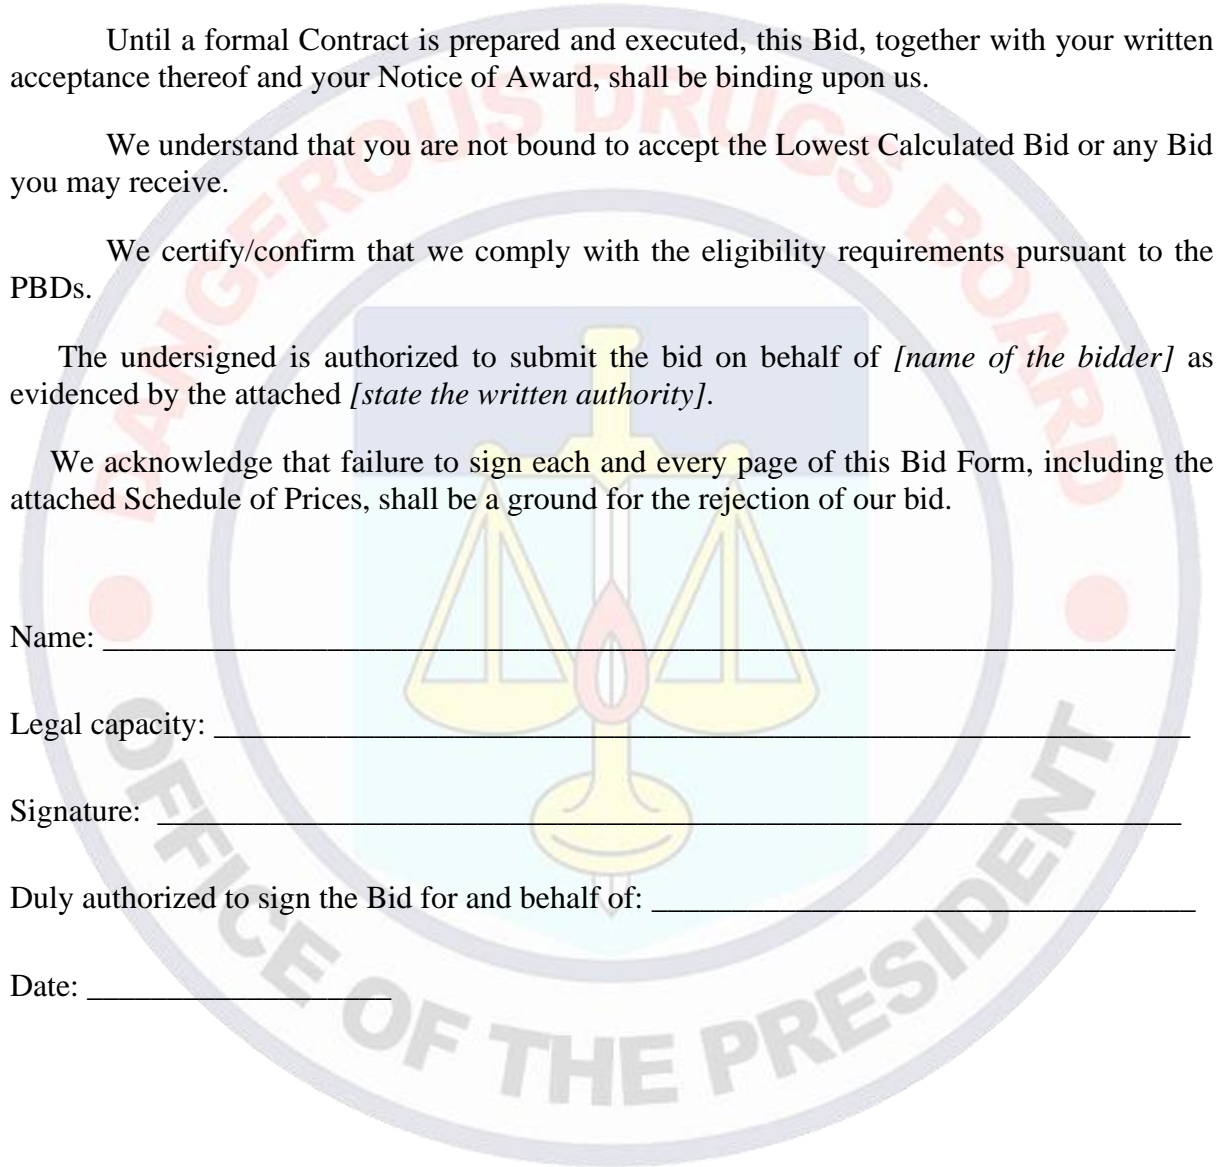 Until a formal Contract is prepared and executed, this Bid, together with your written
acceptance thereof and your Notice of Award, shall be binding upon us.
We understand that you are not bound to accept the Lowest Calculated Bid or any Bid
you may receive.
We certify/confirm that we comply with the eligibility requirements pursuant to the
PBDs.
The undersigned is authorized to submit the bid on behalf of [name of the bidder] as
evidenced by the attached [state the written authority].
We acknowledge that failure to sign each and every page of this Bid Form, including the
attached Schedule of Prices, shall be a ground for the rejection of our bid.
Name: ___________________________________________________________________
Legal capacity: _____________________________________________________________
Signature: ________________________________________________________________
Duly authorized to sign the Bid for and behalf of: __________________________________
Date: ___________________
DANGEROUS DRUGS BOARD
OFFICE OF THE PRESIDENT